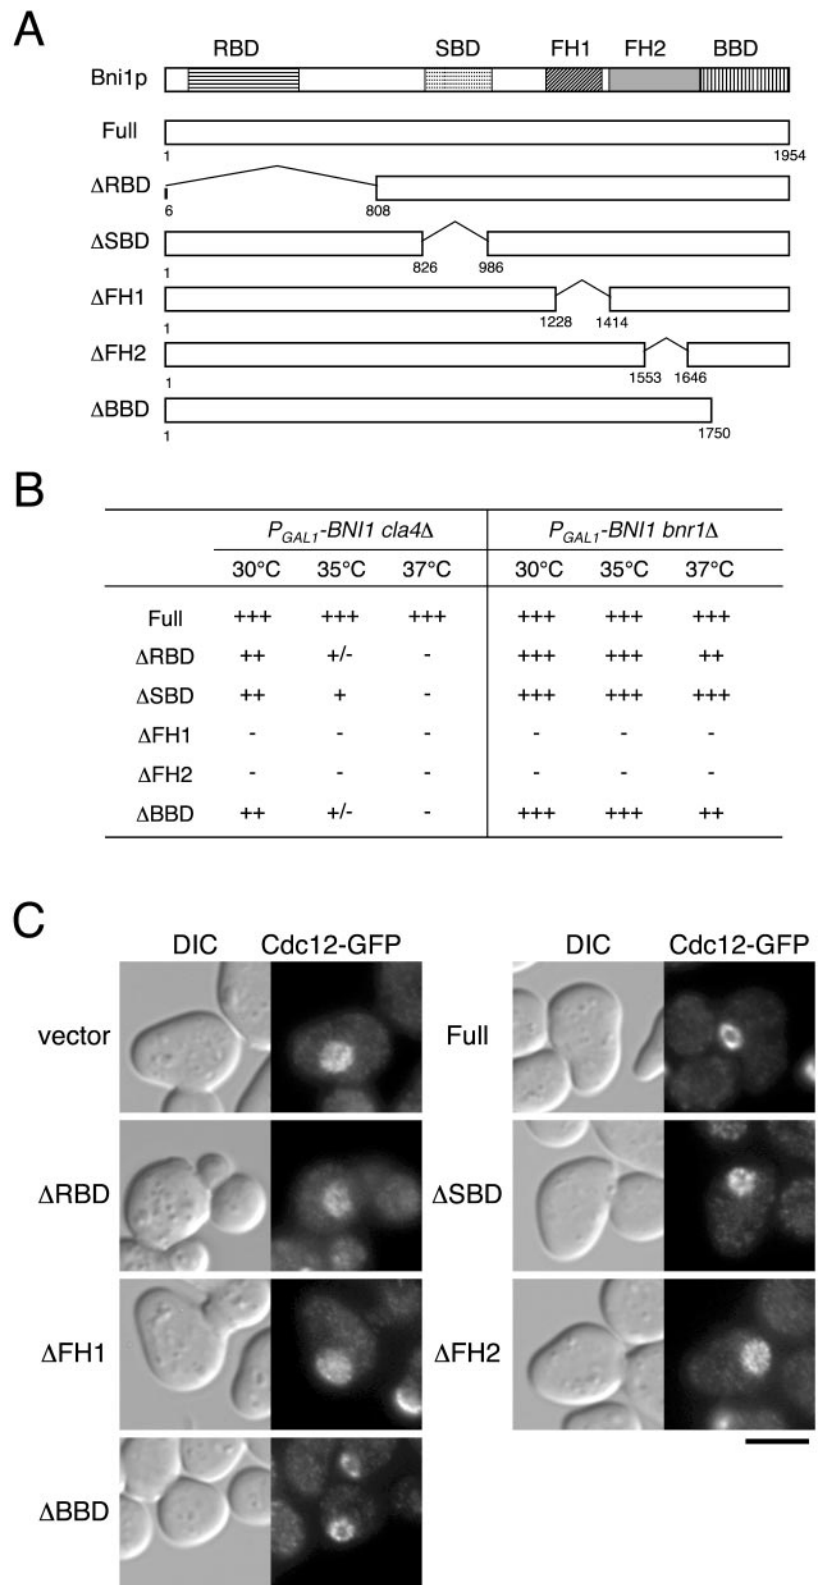 A
RBD SBD FH1 FH2 BBD
Bni1p
Full
1 1954
ΔRBD
6 808
ΔSBD
1 826 986
ΔFH1
1 1228 1414
ΔFH2
1 1553 1646
ΔBBD
1 1750
B
P_GAL1-BNI1 cla4Δ P_GAL1-BNI1 bnr1Δ
30°C 35°C 37°C 30°C 35°C 37°C
Full +++ +++ +++ +++ +++ +++
ΔRBD ++ +/- - +++ +++ ++
ΔSBD ++ + - +++ +++ +++
ΔFH1 - - - - - -
ΔFH2 - - - - - -
ΔBBD ++ +/- - +++ +++ ++
C
DIC Cdc12-GFP DIC Cdc12-GFP
vector Full
ΔRBD ΔSBD
ΔFH1 ΔFH2
ΔBBD